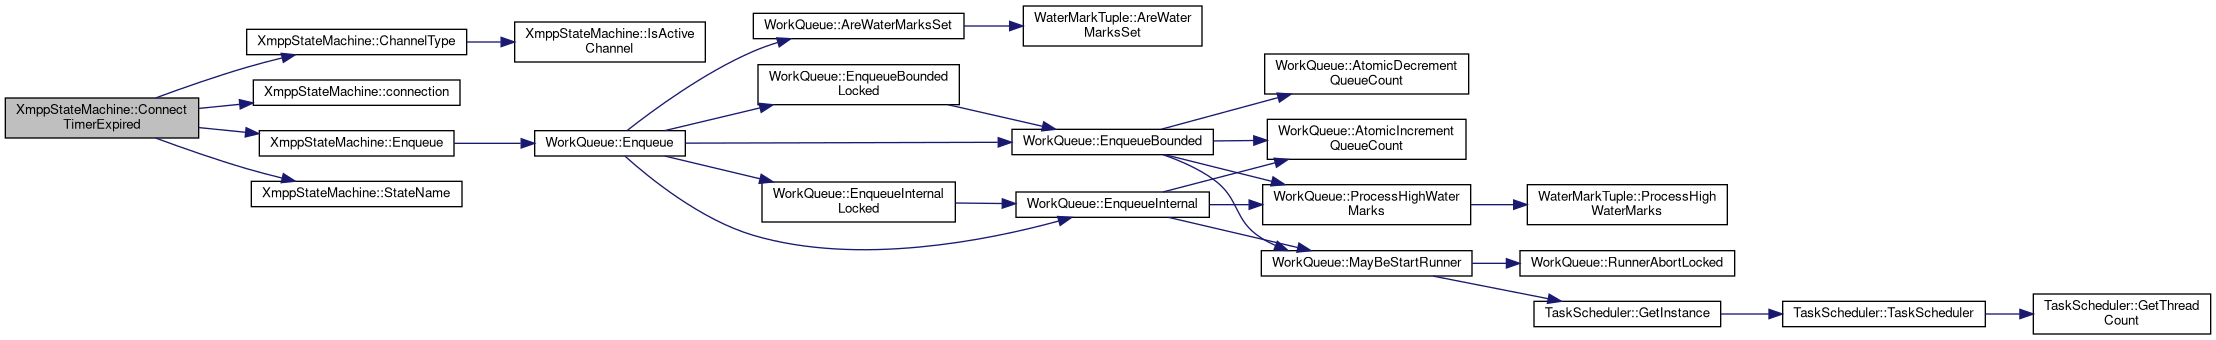 XmppStateMachine::Connect
TimerExpired
XmppStateMachine::ChannelType
XmppStateMachine::IsActive
Channel
XmppStateMachine::connection
XmppStateMachine::Enqueue
XmppStateMachine::StateName
WorkQueue::Enqueue
WorkQueue::AreWaterMarksSet
WaterMarkTuple::AreWater
MarksSet
WorkQueue::EnqueueBounded
Locked
WorkQueue::EnqueueBounded
WorkQueue::EnqueueInternal
Locked
WorkQueue::EnqueueInternal
WorkQueue::AtomicDecrement
QueueCount
WorkQueue::AtomicIncrement
QueueCount
WorkQueue::ProcessHighWater
Marks
WaterMarkTuple::ProcessHigh
WaterMarks
WorkQueue::MayBeStartRunner
WorkQueue::RunnerAbortLocked
TaskScheduler::GetInstance
TaskScheduler::TaskScheduler
TaskScheduler::GetThread
Count